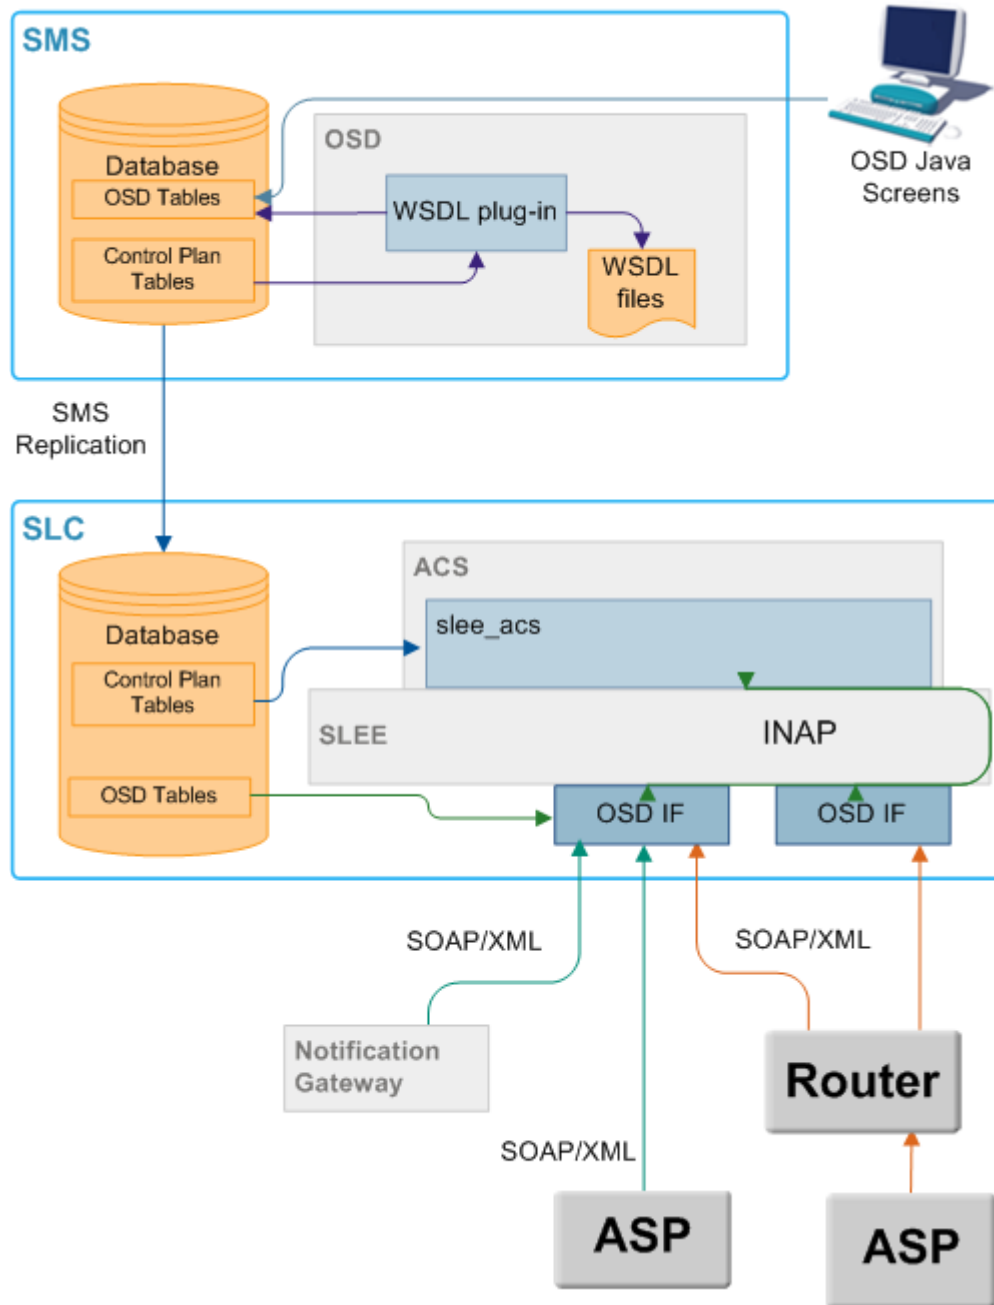 SMS
Database
OSD Tables
Control Plan
Tables
OSD
WSDL plug-in
WSDL
files
OSD Java
Screens
SMS
Replication
SLC
Database
Control Plan
Tables
OSD Tables
ACS
slee_acs
SLEE
INAP
OSD IF
OSD IF
SOAP/XML
SOAP/XML
Notification
Gateway
Router
SOAP/XML
ASP
ASP